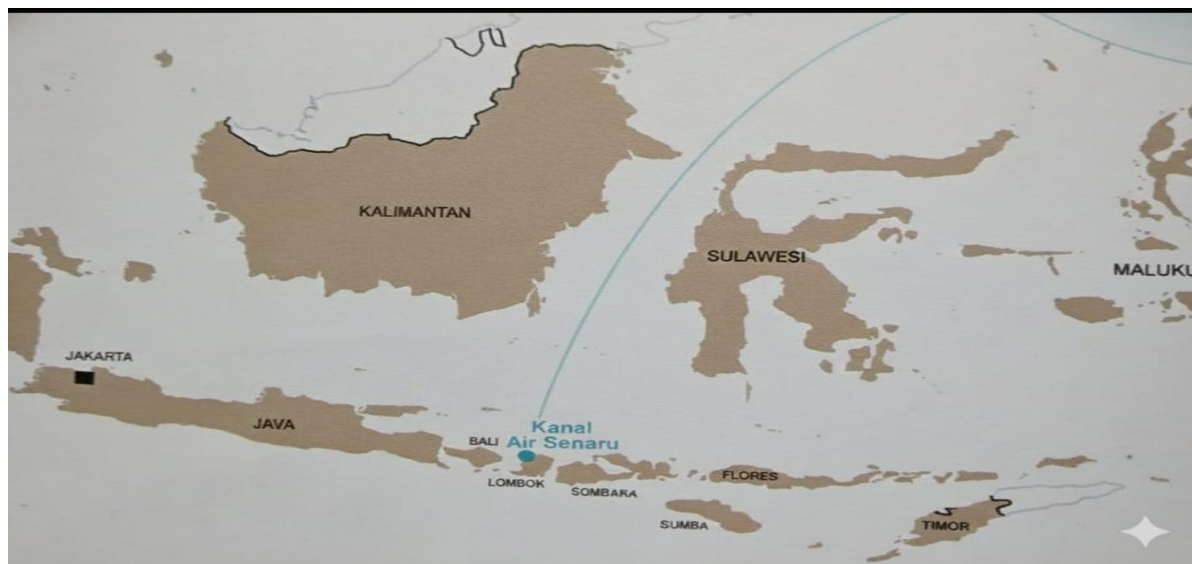 KALIMANTAN
SULAWESI
MALUKU
JAKARTA
JAVA
Kanal
Air Senaru
BALI
LOMBOK
SOMBAKA
FLORES
SUMBA
TIMOR